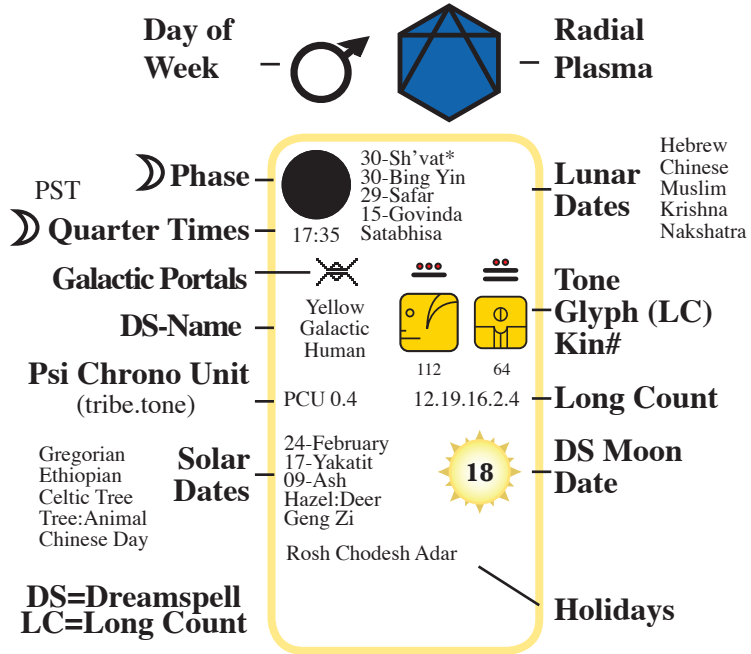 Day of
Week
Radial
Plasma
Phase
PST
Quarter Times
30-Sh’vat*
30-Bing Yin
29-Safar
15-Govinda
Satabhisa
17:35
Lunar
Dates
Hebrew
Chinese
Muslim
Krishna
Nakshatra
Galactic Portals
DS-Name
Yellow
Galactic
Human
112
64
Tone
Glyph (LC)
Kin#
Psi Chrono Unit
(tribe.tone)
PCU 0.4
12.19.16.2.4
Long Count
Gregorian
Ethiopian
Celtic Tree
Tree:Animal
Chinese Day
Solar
Dates
24-February
17-Yakatit
09-Ash
Hazel:Deer
Geng Zi
18
DS Moon
Date
Rosh Chodesh Adar
Holidays
DS=Dreamspell
LC=Long Count